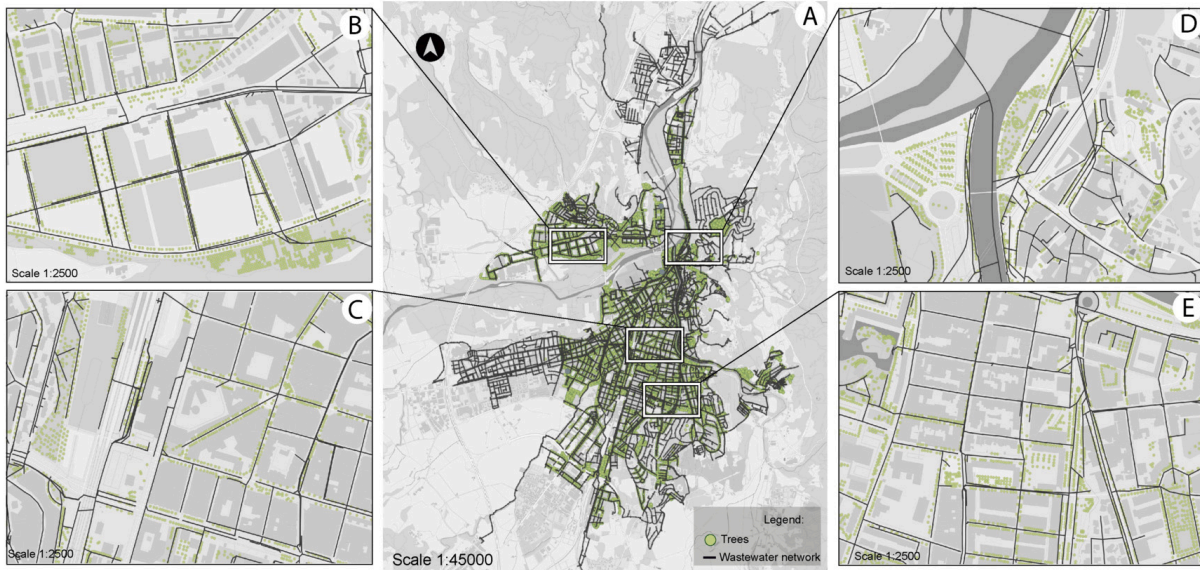 B
Scale 1:2500
C
Scale 1:2500
A
Scale 1:45000
Legend:
Trees
Wastewater network
D
Scale 1:2500
E
Scale 1:2500